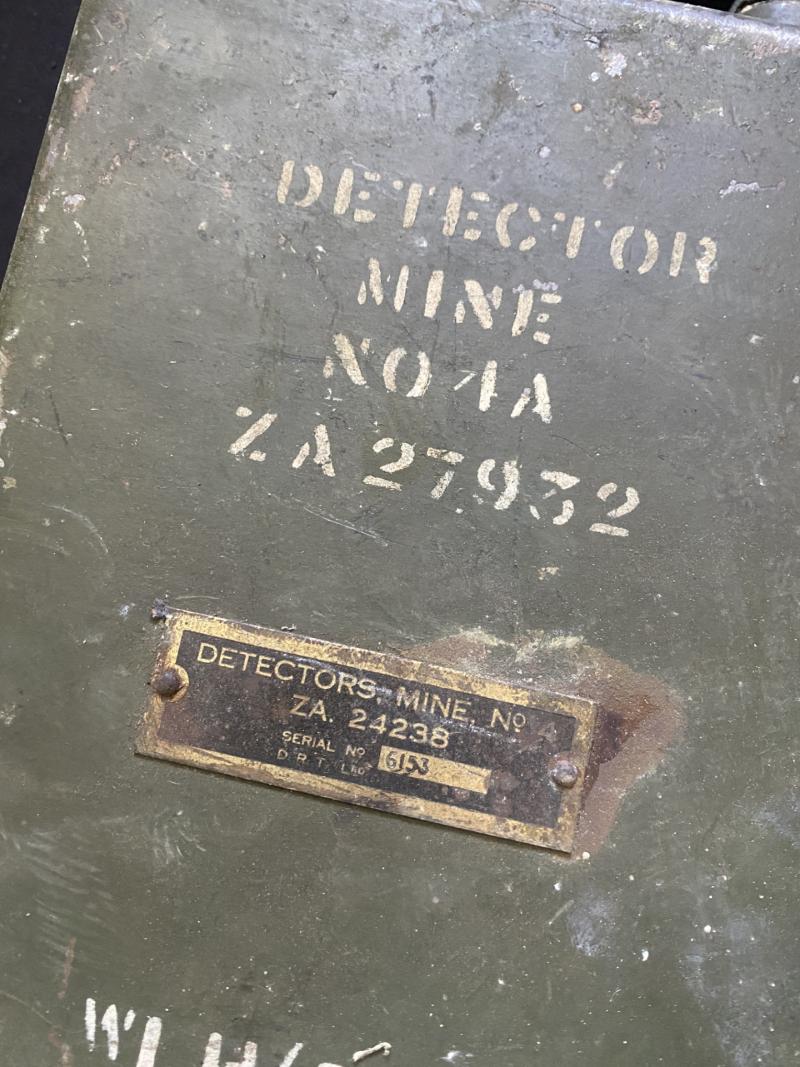 DETECTOR
MINE
NO 4A
ZA 27932
DETECTORS, MINE, Nº 4
ZA. 24238
SERIAL Nº 6153
D. R. T. LTD